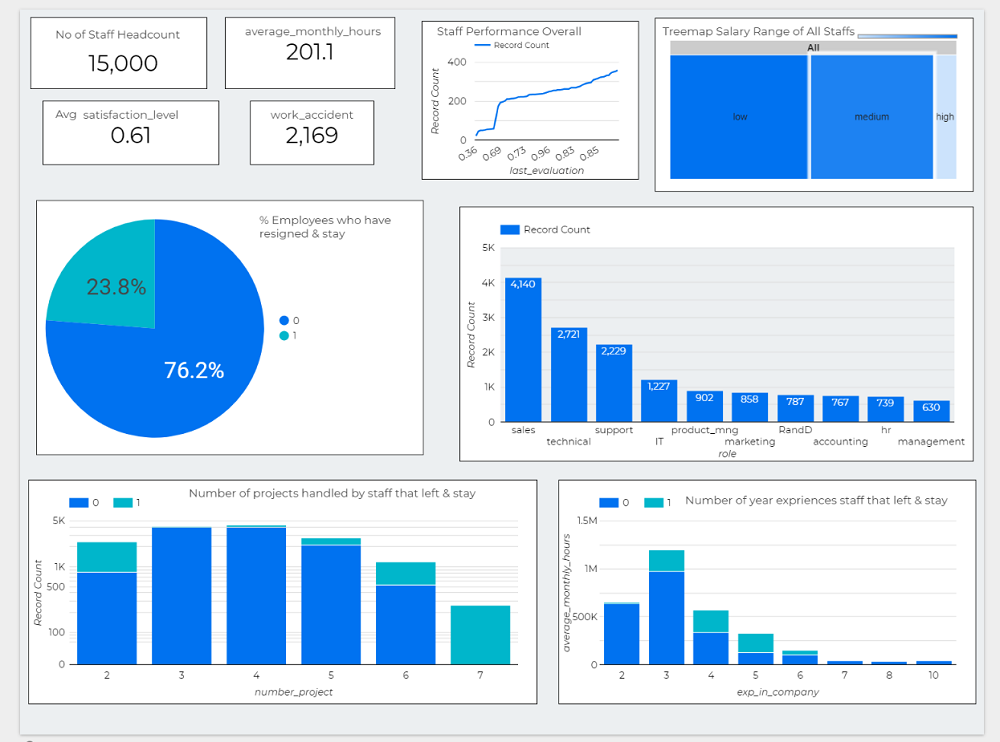 No of Staff Headcount
15,000
average_monthly_hours
201.1
Avg satisfaction_level
0.61
work_accident
2,169
Staff Performance Overall
Record Count
400
200
0
Record Count
0.36
0.69
0.73
0.96
0.83
0.85
last_evaluation
Treemap Salary Range of All Staffs
All
low
medium
high
% Employees who have
resigned & stay
23.8%
76.2%
0
1
Record Count
5K
4K
3K
2K
1K
0
Record Count
4,140
2,721
2,229
1,227
902
858
787
767
739
630
sales
technical
support
IT
product_mng
marketing
RandD
accounting
hr
management
role
0 1
Number of projects handled by staff that left & stay
5K
1K
500
100
0
Record Count
2 3 4 5 6 7
number_project
0 1
Number of year expriences staff that left & stay
1.5M
1M
500K
0
average_monthly_hours
2 3 4 5 6 7 8 10
exp_in_company